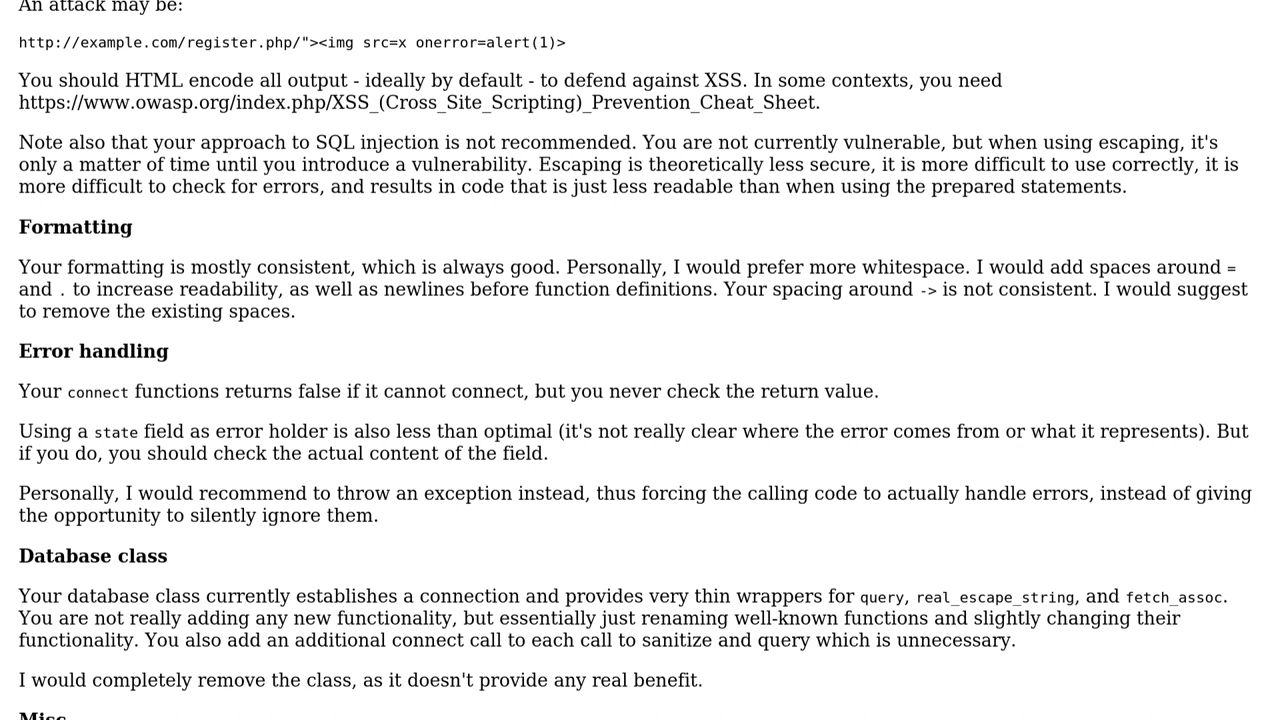 An attack may be:
http://example.com/register.php/"><img src=x onerror=alert(1)>
You should HTML encode all output - ideally by default - to defend against XSS. In some contexts, you need
https://www.owasp.org/index.php/XSS_(Cross_Site_Scripting)_Prevention_Cheat_Sheet.
Note also that your approach to SQL injection is not recommended. You are not currently vulnerable, but when using escaping, it's
only a matter of time until you introduce a vulnerability. Escaping is theoretically less secure, it is more difficult to use correctly, it is
more difficult to check for errors, and results in code that is just less readable than when using the prepared statements.
Formatting
Your formatting is mostly consistent, which is always good. Personally, I would prefer more whitespace. I would add spaces around =
and . to increase readability, as well as newlines before function definitions. Your spacing around -> is not consistent. I would suggest
to remove the existing spaces.
Error handling
Your connect functions returns false if it cannot connect, but you never check the return value.
Using a state field as error holder is also less than optimal (it's not really clear where the error comes from or what it represents). But
if you do, you should check the actual content of the field.
Personally, I would recommend to throw an exception instead, thus forcing the calling code to actually handle errors, instead of giving
the opportunity to silently ignore them.
Database class
Your database class currently establishes a connection and provides very thin wrappers for query, real_escape_string, and fetch_assoc.
You are not really adding any new functionality, but essentially just renaming well-known functions and slightly changing their
functionality. You also add an additional connect call to each call to sanitize and query which is unnecessary.
I would completely remove the class, as it doesn't provide any real benefit.
Misc